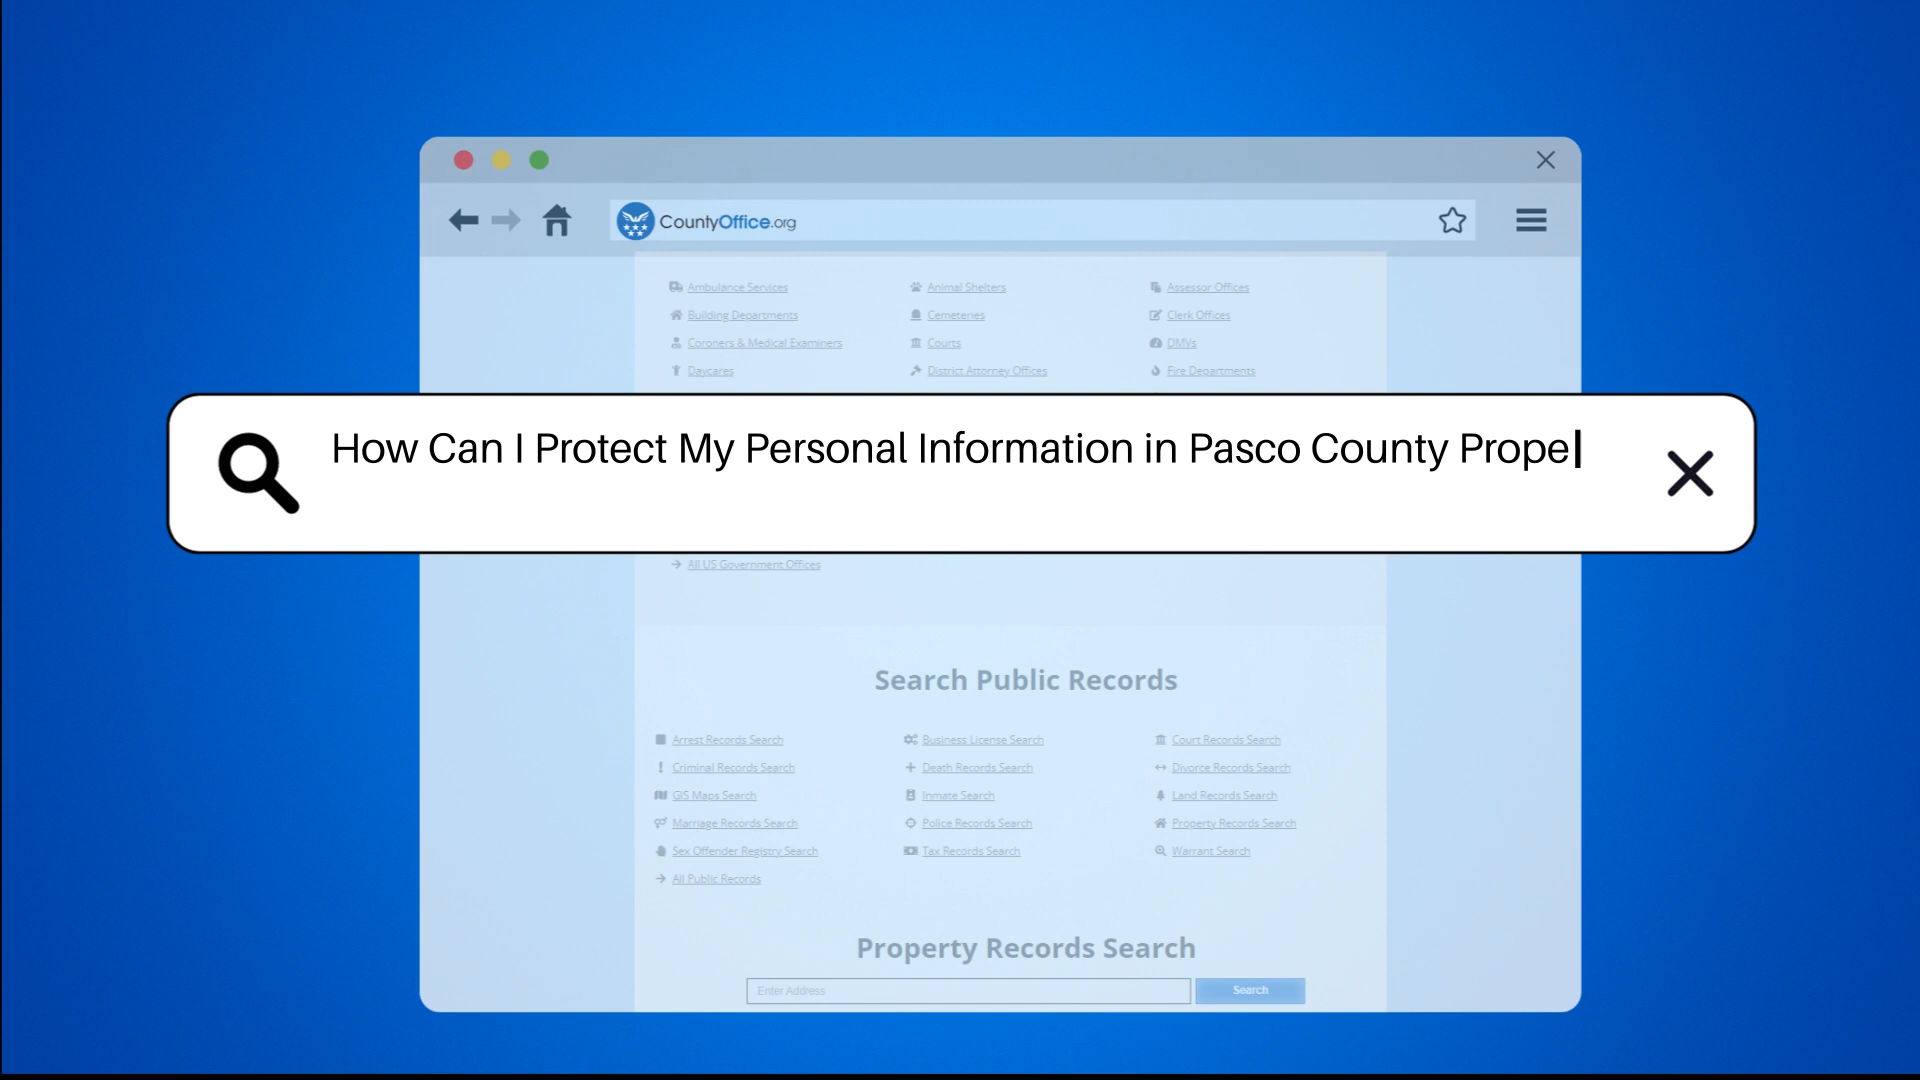 CountyOffice.org
Ambulance Services Animal Shelters Assessor Offices
Building Departments Cemeteries Clerk Offices
Coroners & Medical Examiners Courts DMVs
Daycares District Attorney Offices Fire Departments
How Can I Protect My Personal Information in Pasco County Prope
All US Government Offices
Search Public Records
Arrest Records Search Business License Search Court Records Search
Criminal Records Search Death Records Search Divorce Records Search
GIS Maps Search Inmate Search Land Records Search
Marriage Records Search Police Records Search Property Records Search
Sex Offender Registry Search Tax Records Search Warrant Search
All Public Records
Property Records Search
Enter Address Search